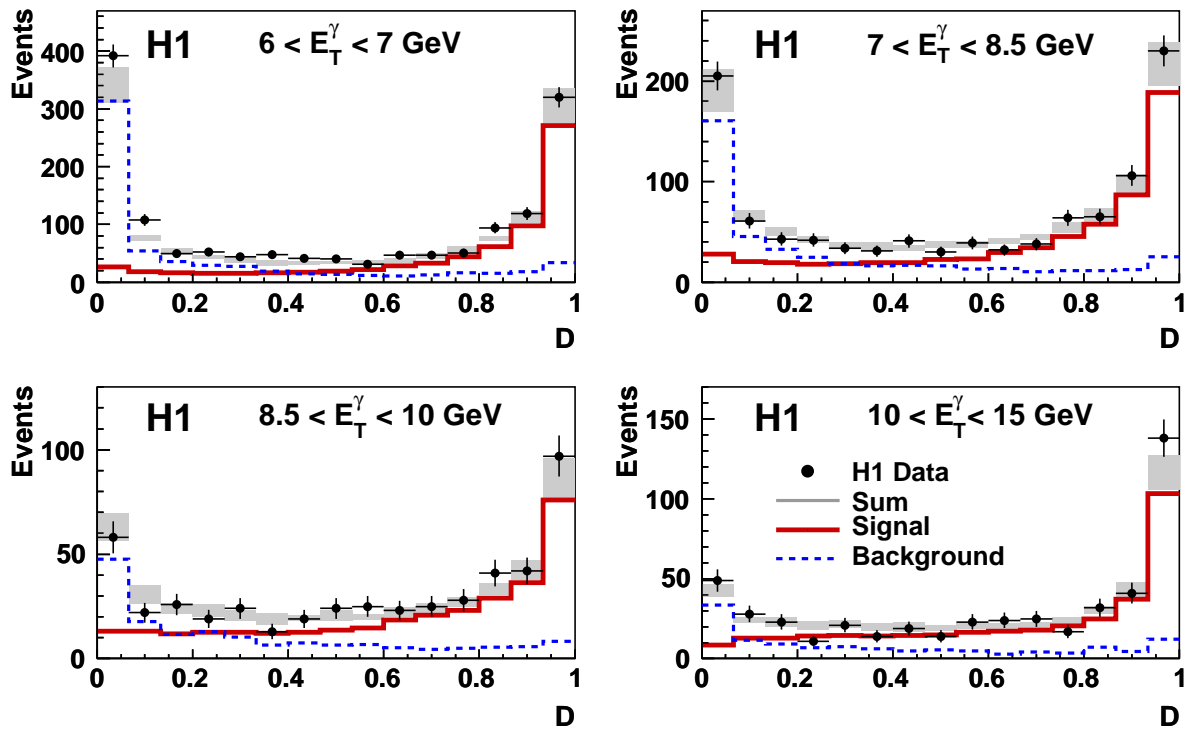 H1
6 < E_T^γ < 7 GeV
Events
400
300
200
100
0
0 0.2 0.4 0.6 0.8 1
D
H1
7 < E_T^γ < 8.5 GeV
Events
200
100
0
0 0.2 0.4 0.6 0.8 1
D
H1
8.5 < E_T^γ < 10 GeV
Events
100
50
0
0 0.2 0.4 0.6 0.8 1
D
H1
10 < E_T^γ < 15 GeV
Events
150
100
50
0
H1 Data
Sum
Signal
Background
0 0.2 0.4 0.6 0.8 1
D